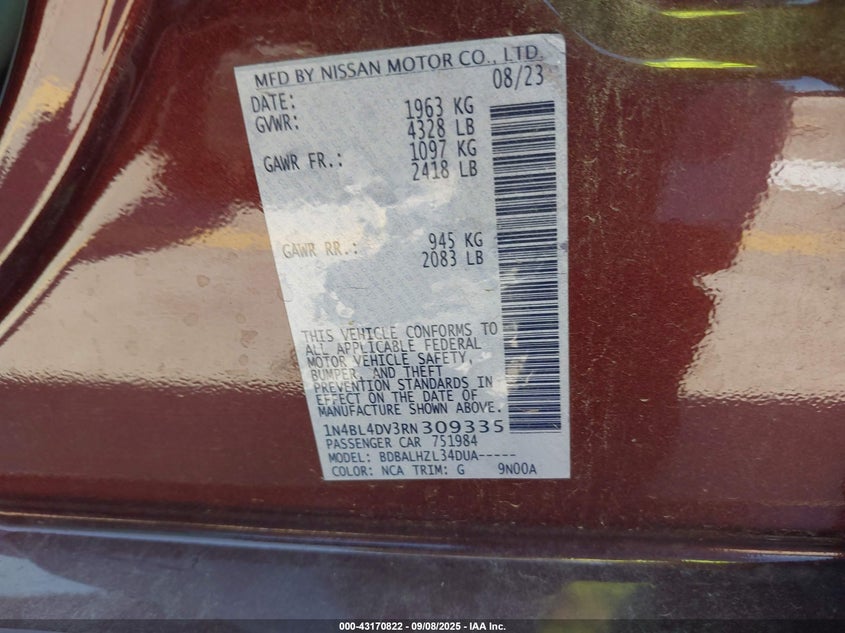 MFD BY NISSAN MOTOR CO., LTD.
DATE: 08/23
GVWR: 1963 KG
4328 LB
GAWR FR.: 1097 KG
2418 LB
GAWR RR.: 945 KG
2083 LB
THIS VEHICLE CONFORMS TO
ALL APPLICABLE FEDERAL
MOTOR VEHICLE SAFETY,
BUMPER, AND THEFT
PREVENTION STANDARDS IN
EFFECT ON THE DATE OF
MANUFACTURE SHOWN ABOVE.
1N4BL4DV3RN309335
PASSENGER CAR 751984
MODEL: BDBALHZL34DUA-----
COLOR: NCA TRIM: G 9N00A
000-43170822 - 09/08/2025 - IAA Inc.